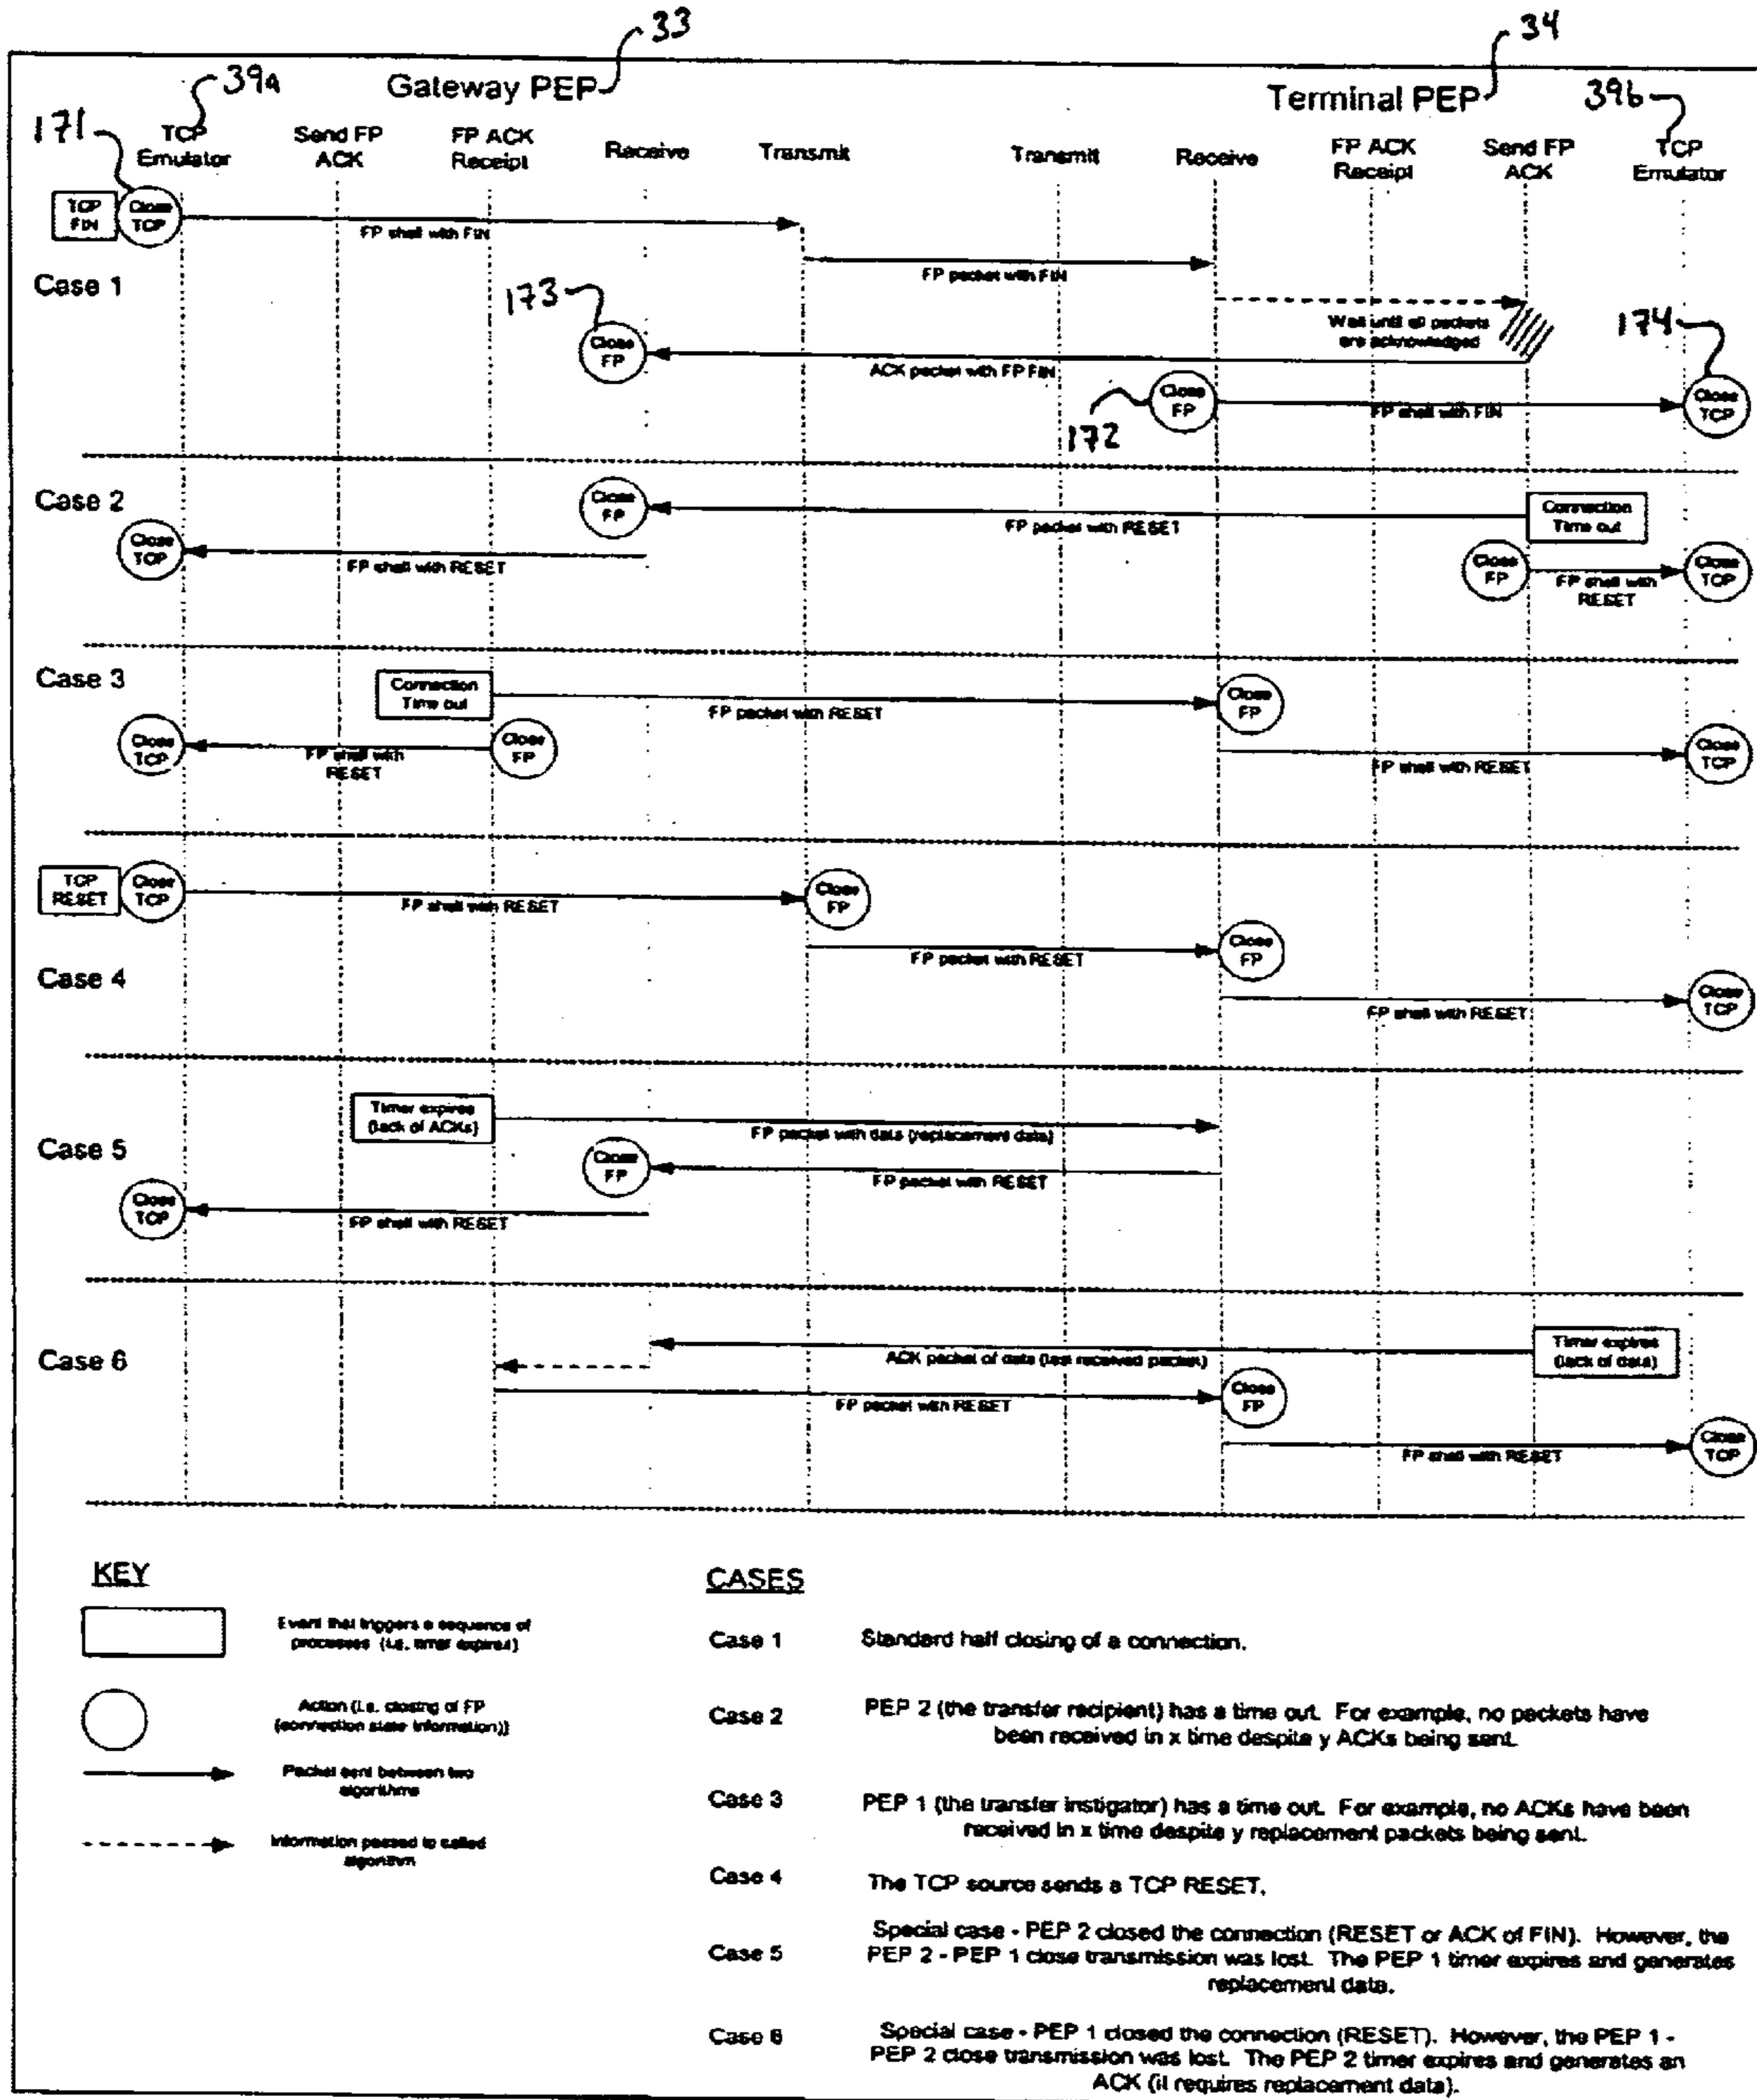 33
34
39a
Gateway PEP
Terminal PEP
39b
171
TCP Emulator
Send FP ACK
FP ACK Receipt
Receive
Transmit
Transmit
Receive
FP ACK Receipt
Send FP ACK
TCP Emulator
TCP FIN
Close TCP
FP shell with FIN
FP packet with FIN
Case 1
173
Wait until all packets are acknowledged
174
Close FP
ACK packet with FP FIN
Close FP
FP shell with FIN
Close TCP
172
Case 2
Close FP
FP packet with RESET
Connection Time out
Close TCP
FP shell with RESET
Close FP
FP shell with RESET
Close TCP
Case 3
Connection Time out
FP packet with RESET
Close FP
Close TCP
FP shell with RESET
Close FP
FP shell with RESET
Close TCP
TCP RESET
Close TCP
FP shell with RESET
Close FP
FP packet with RESET
Close FP
Case 4
FP shell with RESET
Close TCP
Timer expires (lack of ACKs)
FP packet with data (replacement data)
Case 5
Close FP
FP packet with RESET
Close TCP
FP shell with RESET
Case 6
ACK packet of data (last received packet)
Timer expires (lack of data)
FP packet with RESET
Close FP
FP shell with RESET
Close TCP
KEY
Event that triggers a sequence of
processes (i.e. timer expires)
Action (i.e. closing of FP
(connection state information))
Packet sent between two
algorithms
Information passed to called
algorithm
CASES
Case 1 Standard half closing of a connection.
Case 2 PEP 2 (the transfer recipient) has a time out. For example, no packets have
been received in x time despite y ACKs being sent.
Case 3 PEP 1 (the transfer instigator) has a time out. For example, no ACKs have been
received in x time despite y replacement packets being sent.
Case 4 The TCP source sends a TCP RESET.
Case 5 Special case - PEP 2 closed the connection (RESET or ACK of FIN). However, the
PEP 2 - PEP 1 close transmission was lost. The PEP 1 timer expires and generates
replacement data.
Case 6 Special case - PEP 1 closed the connection (RESET). However, the PEP 1 -
PEP 2 close transmission was lost. The PEP 2 timer expires and generates an
ACK (it requires replacement data).